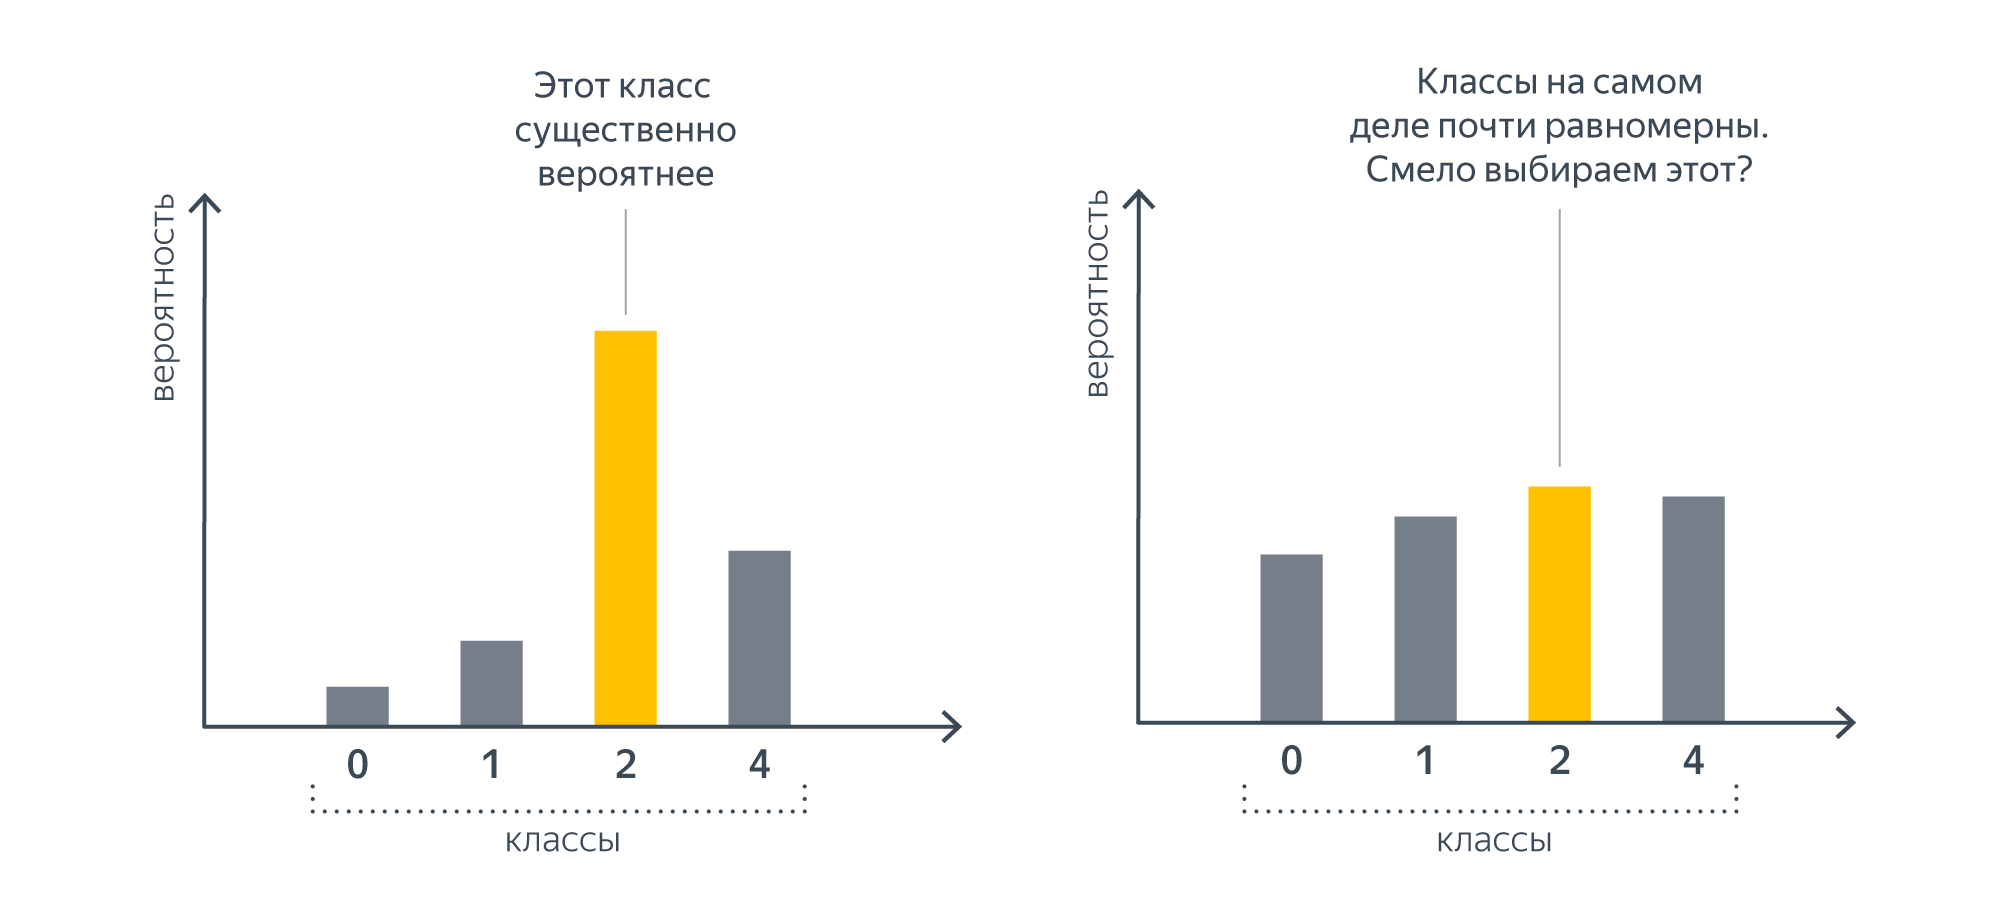 Этот класс
существенно
вероятнее
вероятность
0 1 2 4
классы
Классы на самом
деле почти равномерны.
Смело выбираем этот?
вероятность
0 1 2 4
классы